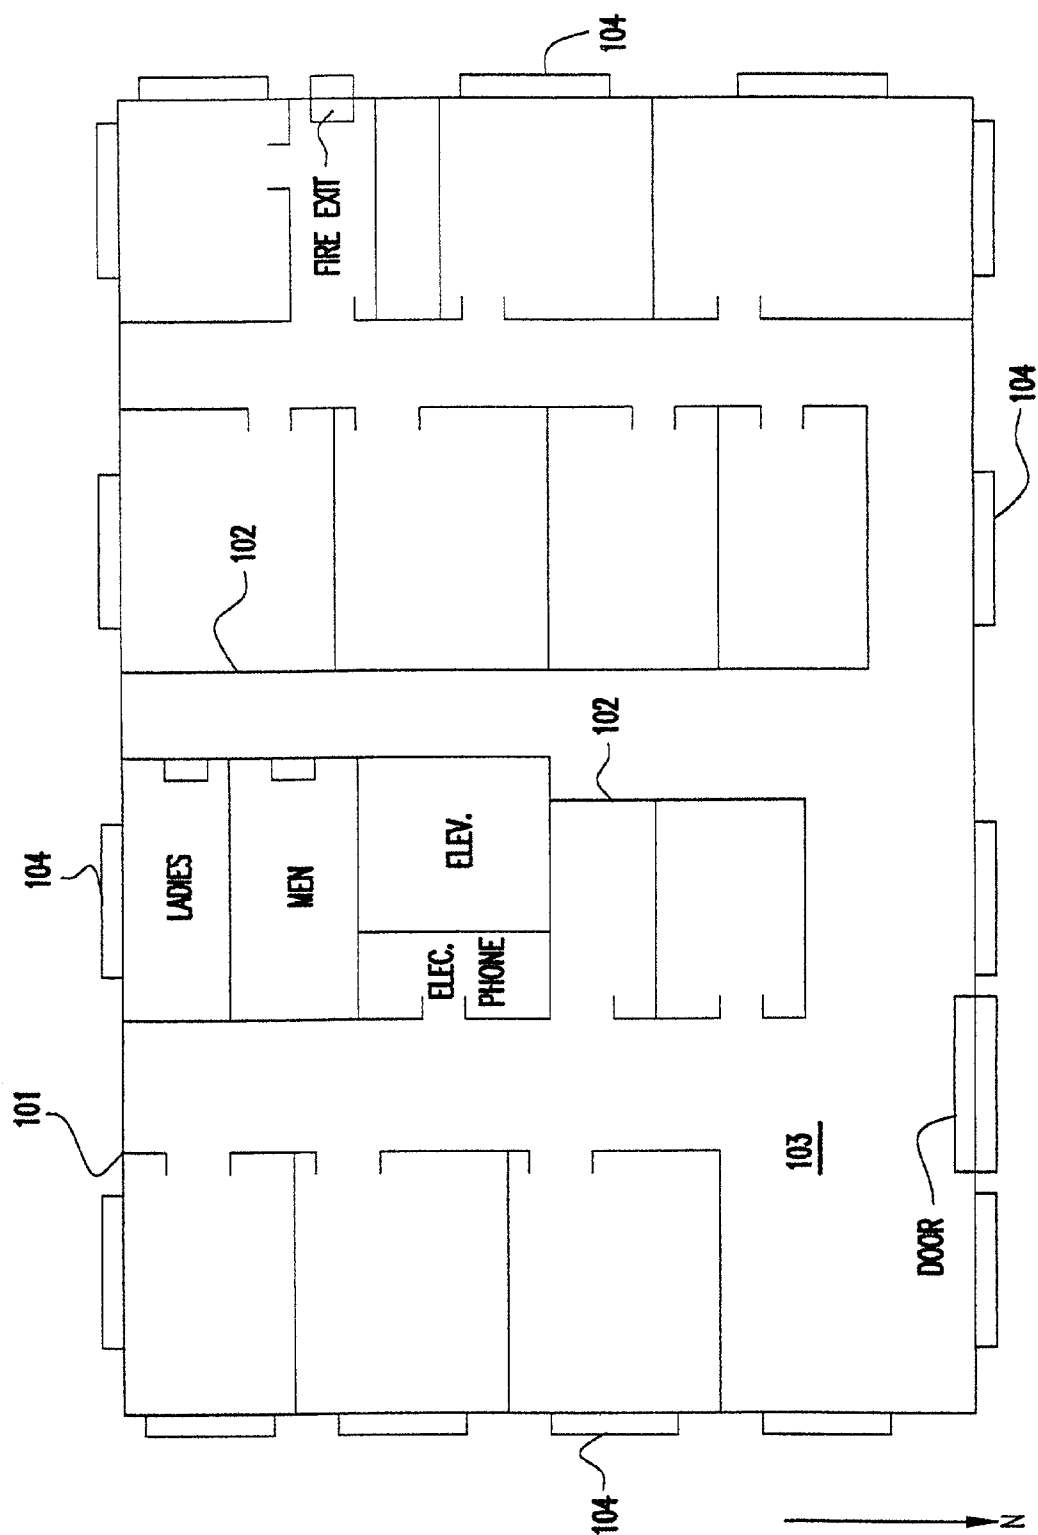 101
104
LADIES
102
MEN
FIRE EXIT
ELEC.
PHONE
ELEV.
104
102
104
103
DOOR
N
104